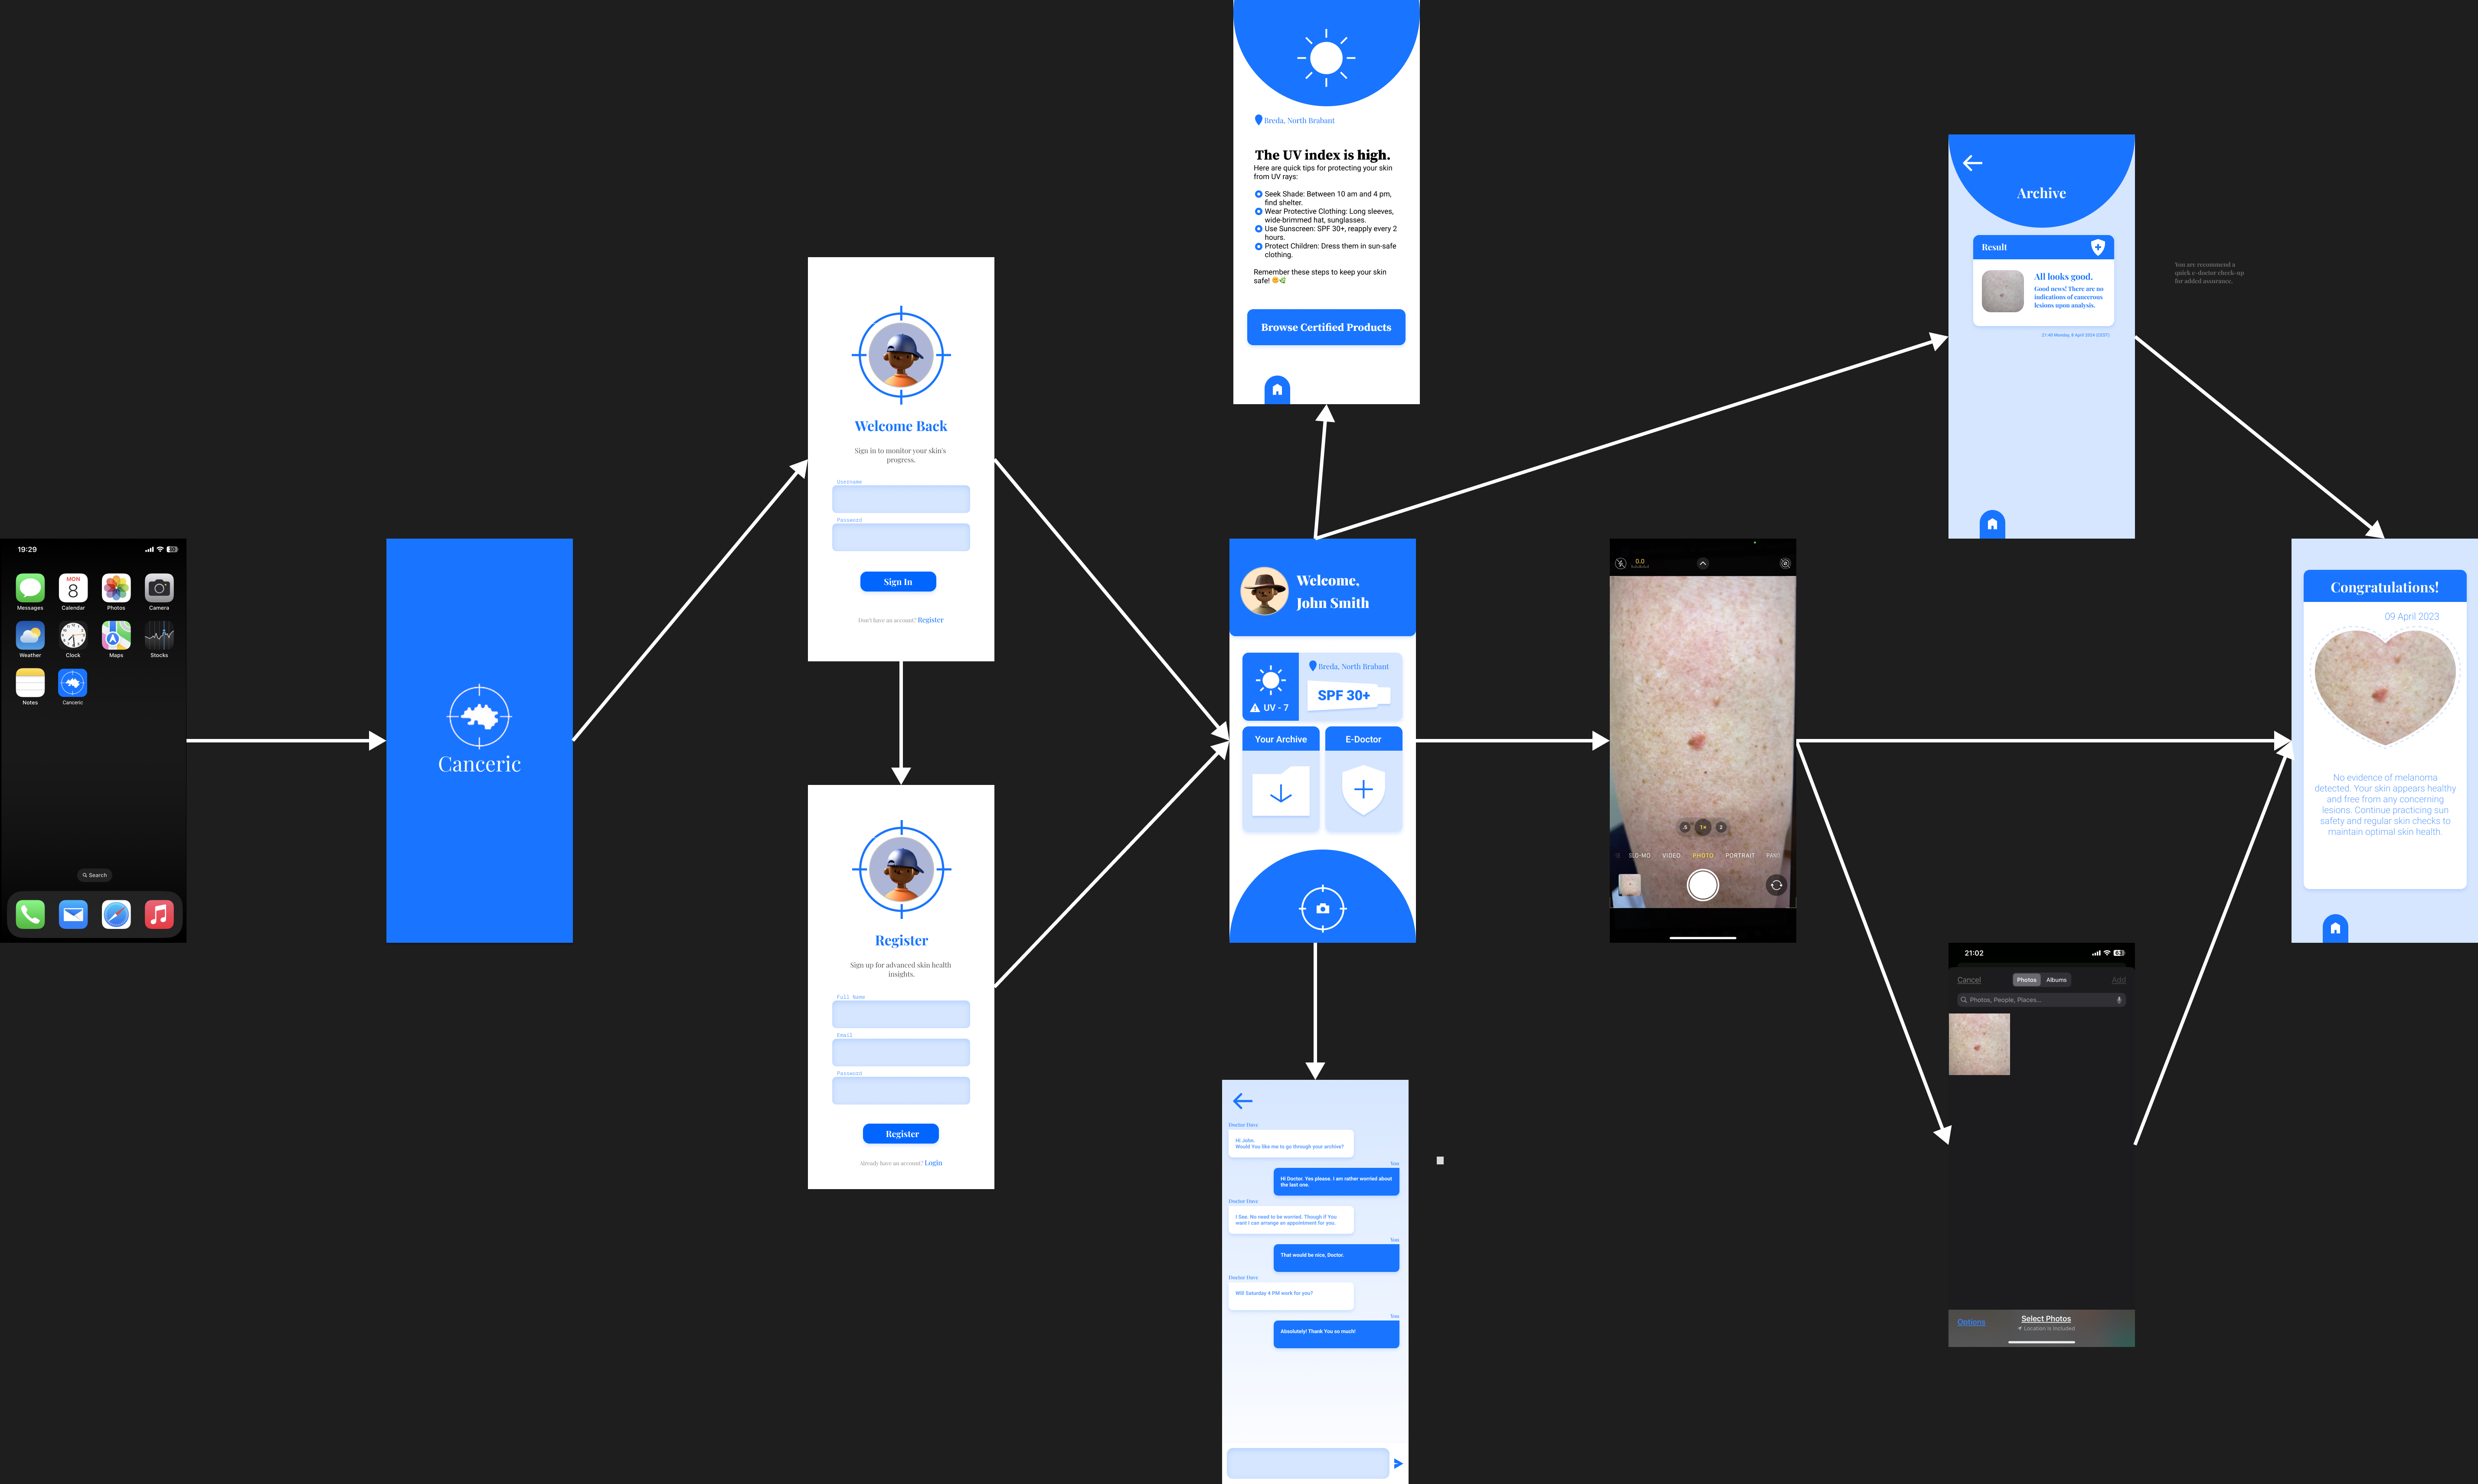 19:29
MON
8
Messages
Calendar
Photos
Camera
Weather
Clock
Maps
Stocks
Notes
Canceric
Search
Canceric
Welcome Back
Sign in to monitor your skin's
progress.
Username
Password
Sign In
Don't have an account? Register
Register
Sign up for advanced skin health
insights.
Full Name
Email
Password
Register
Already have an account? Login
Breda, North Brabant
The UV index is high.
Here are quick tips for protecting your skin
from UV rays:
Seek Shade: Between 10 am and 4 pm,
find shelter.
Wear Protective Clothing: Long sleeves,
wide-brimmed hat, sunglasses.
Use Sunscreen: SPF 30+, reapply every 2
hours.
Protect Children: Dress them in sun-safe
clothing.
Remember these steps to keep your skin
safe! 🌞🌿
Browse Certified Products
Welcome,
John Smith
Breda, North Brabant
SPF 30+
UV - 7
Your Archive
E-Doctor
Doctor Dave
Hi John.
Would You like me to go through your archive?
You
Hi Doctor. Yes please. I am rather worried about
the last one.
Doctor Dave
I See. No need to be worried. Though if You
want I can arrange an appointment for you.
You
That would be nice, Doctor.
Doctor Dave
Will Saturday 4 PM work for you?
You
Absolutely! Thank You so much!
0.0
.5
1×
2
SLO-MO
VIDEO
PHOTO
PORTRAIT
PANO
Archive
Result
All looks good.
Good news! There are no
indications of cancerous
lesions upon analysis.
21:40 Monday, 8 April 2024 (CEST)
You are recommend a
quick e-doctor check-up
for added assurance.
21:02
63
Cancel
Photos
Albums
Add
Photos, People, Places...
Options
Select Photos
Location is Included
Congratulations!
09 April 2023
No evidence of melanoma
detected. Your skin appears healthy
and free from any concerning
lesions. Continue practicing sun
safety and regular skin checks to
maintain optimal skin health.